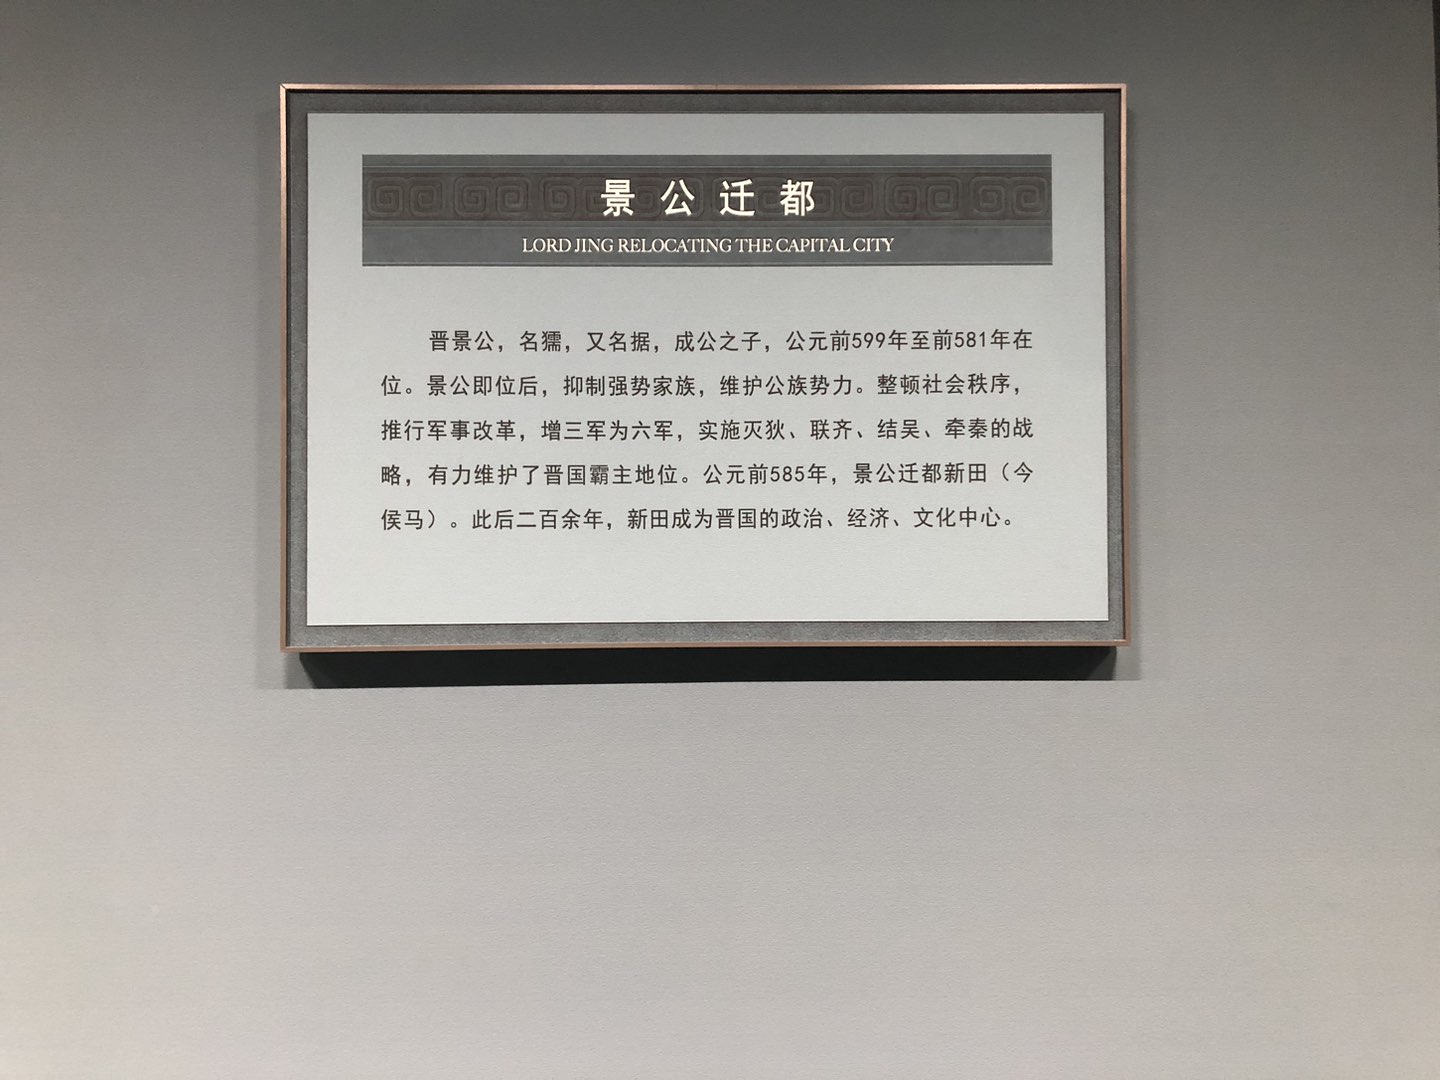 景公迁都
LORD JING RELOCATING THE CAPITAL CITY
晋景公，名獳，又名据，成公之子，公元前599年至前581年在
位。景公即位后，抑制强势家族，维护公族势力。整顿社会秩序，
推行军事改革，增三军为六军，实施灭狄、联齐、结吴、牵秦的战
略，有力维护了晋国霸主地位。公元前585年，景公迁都新田（今
侯马）。此后二百余年，新田成为晋国的政治、经济、文化中心。